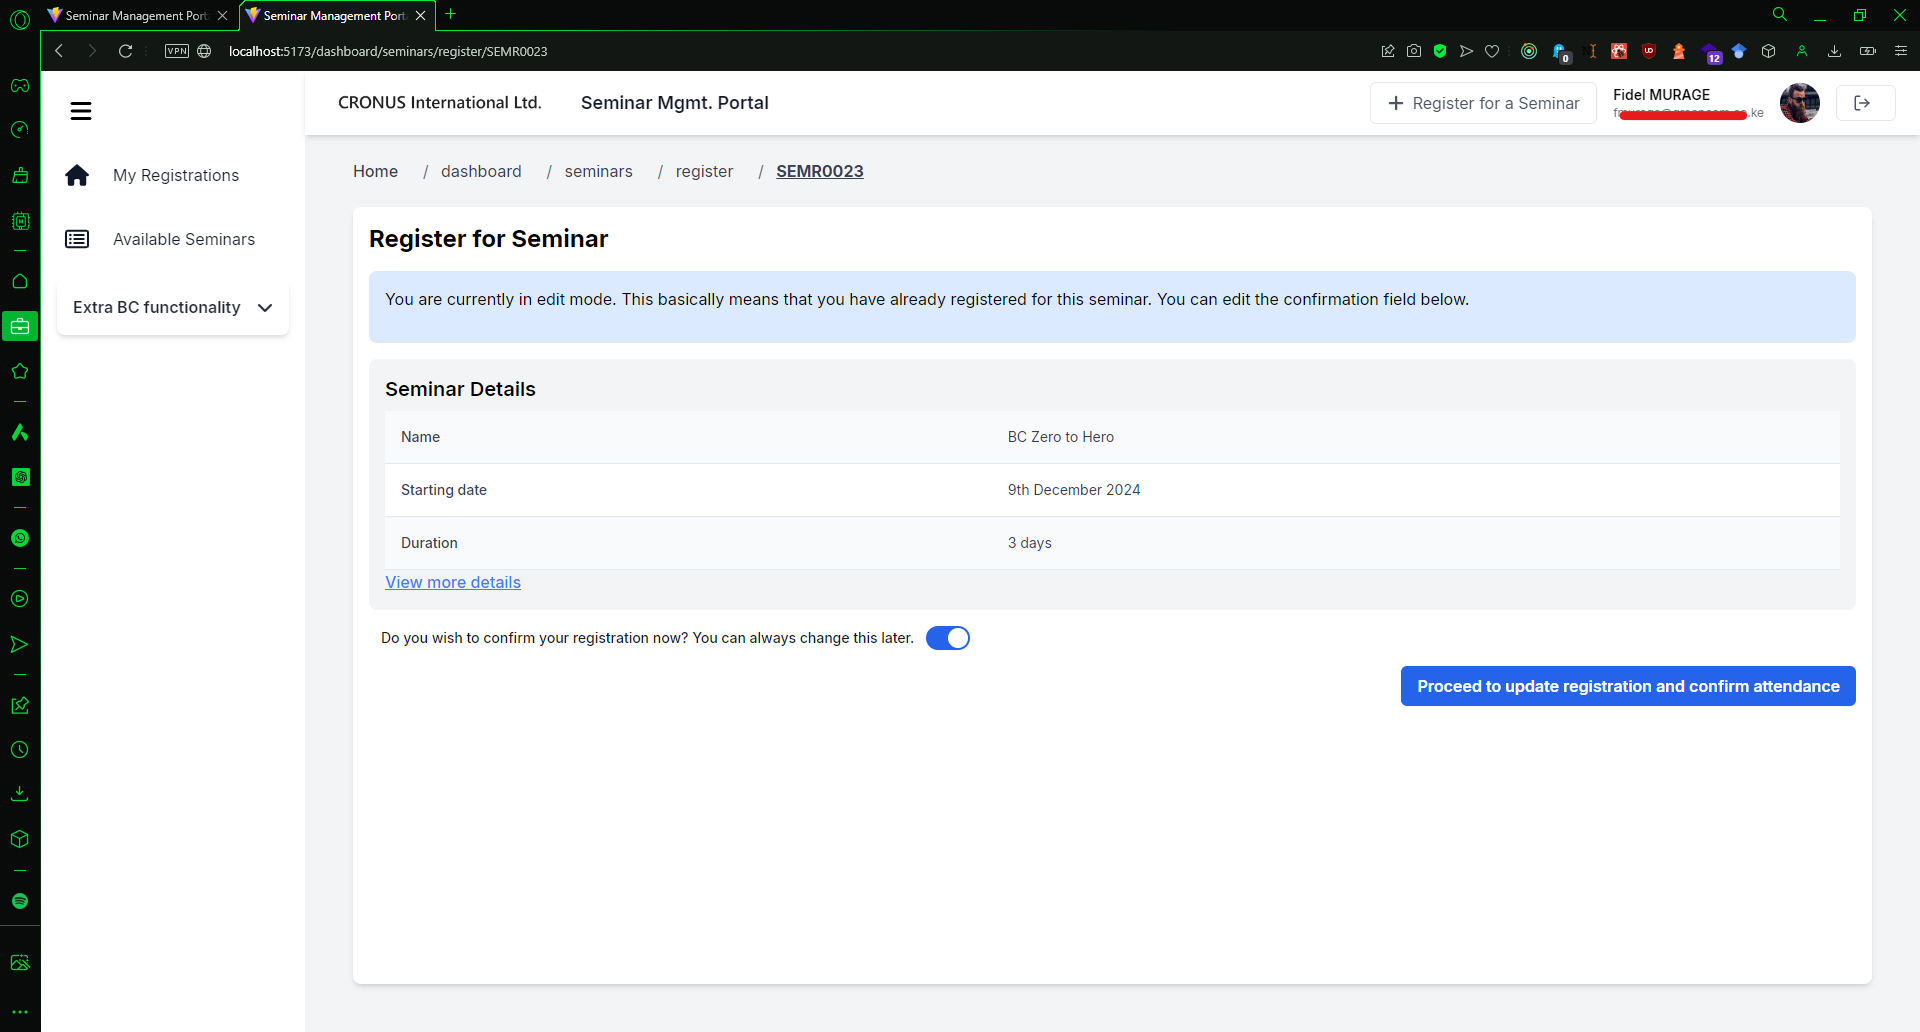 Seminar Management Port
Seminar Management Port
VPN
localhost:5173/dashboard/seminars/register/SEMR0023
0
UD
12
CRONUS International Ltd.
Seminar Mgmt. Portal
Register for a Seminar
Fidel MURAGE
.ke
My Registrations
Available Seminars
Extra BC functionality
Home / dashboard / seminars / register / SEMR0023
Register for Seminar
You are currently in edit mode. This basically means that you have already registered for this seminar. You can edit the confirmation field below.
Seminar Details
Name BC Zero to Hero
Starting date 9th December 2024
Duration 3 days
View more details
Do you wish to confirm your registration now? You can always change this later.
Proceed to update registration and confirm attendance